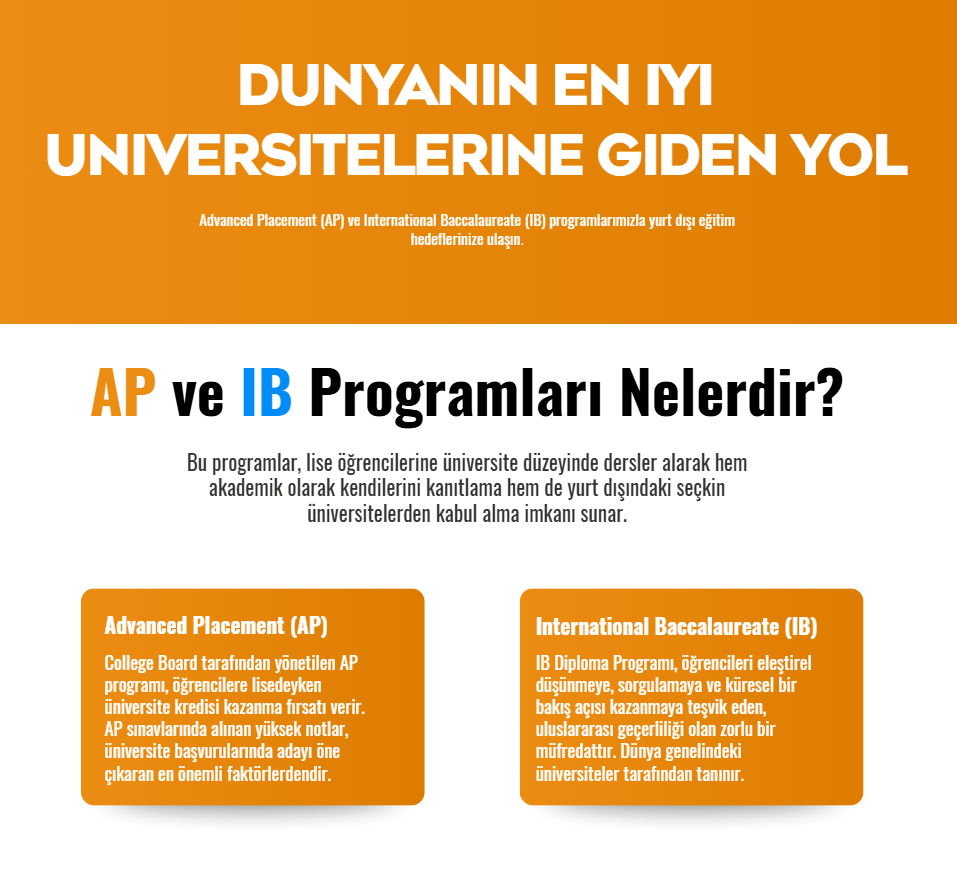 DUNYANIN EN IYI
UNIVERSITELERINE GIDEN YOL
Advanced Placement (AP) ve International Baccalaureate (IB) programlarımızla yurt dışı eğitim
hedeflerinize ulaşın.
AP ve IB Programları Nelerdir?
Bu programlar, lise öğrencilerine üniversite düzeyinde dersler alarak hem
akademik olarak kendilerini kanıtlama hem de yurt dışındaki seçkin
üniversitelerden kabul alma imkanı sunar.
Advanced Placement (AP)
College Board tarafından yönetilen AP
programı, öğrencilere lisedeyken
üniversite kredisi kazanma fırsatı verir.
AP sınavlarında alınan yüksek notlar,
üniversite başvurularında adayı öne
çıkaran en önemli faktörlerdendir.
International Baccalaureate (IB)
IB Diploma Programı, öğrencileri eleştirel
düşünmeye, sorgulamaya ve küresel bir
bakış açısı kazanmaya teşvik eden,
uluslararası geçerliliği olan zorlu bir
müfredattır. Dünya genelindeki
üniversiteler tarafından tanınır.